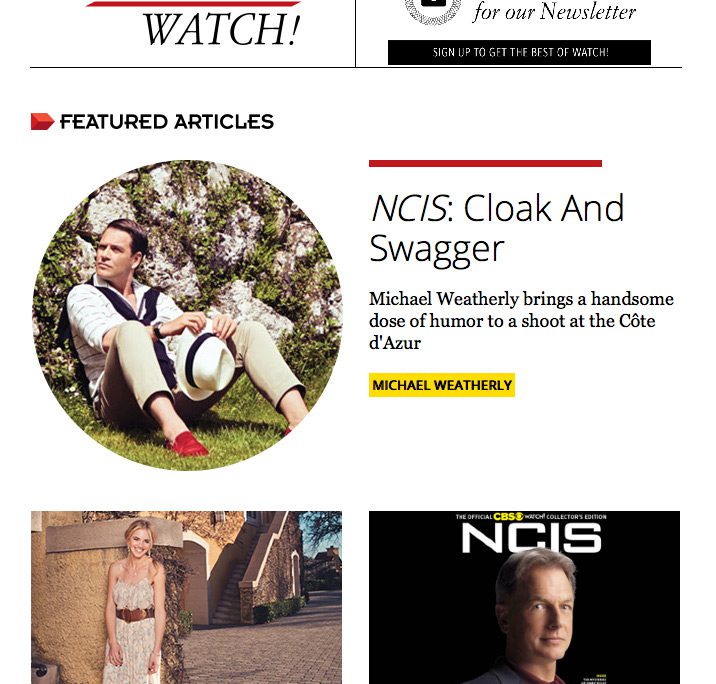 WATCH!
for our Newsletter
SIGN UP TO GET THE BEST OF WATCH!
FEATURED ARTICLES
NCIS: Cloak And
Swagger
Michael Weatherly brings a handsome
dose of humor to a shoot at the Côte
d'Azur
MICHAEL WEATHERLY
THE OFFICIAL CBS WATCH! COLLECTOR'S EDITION
NCIS